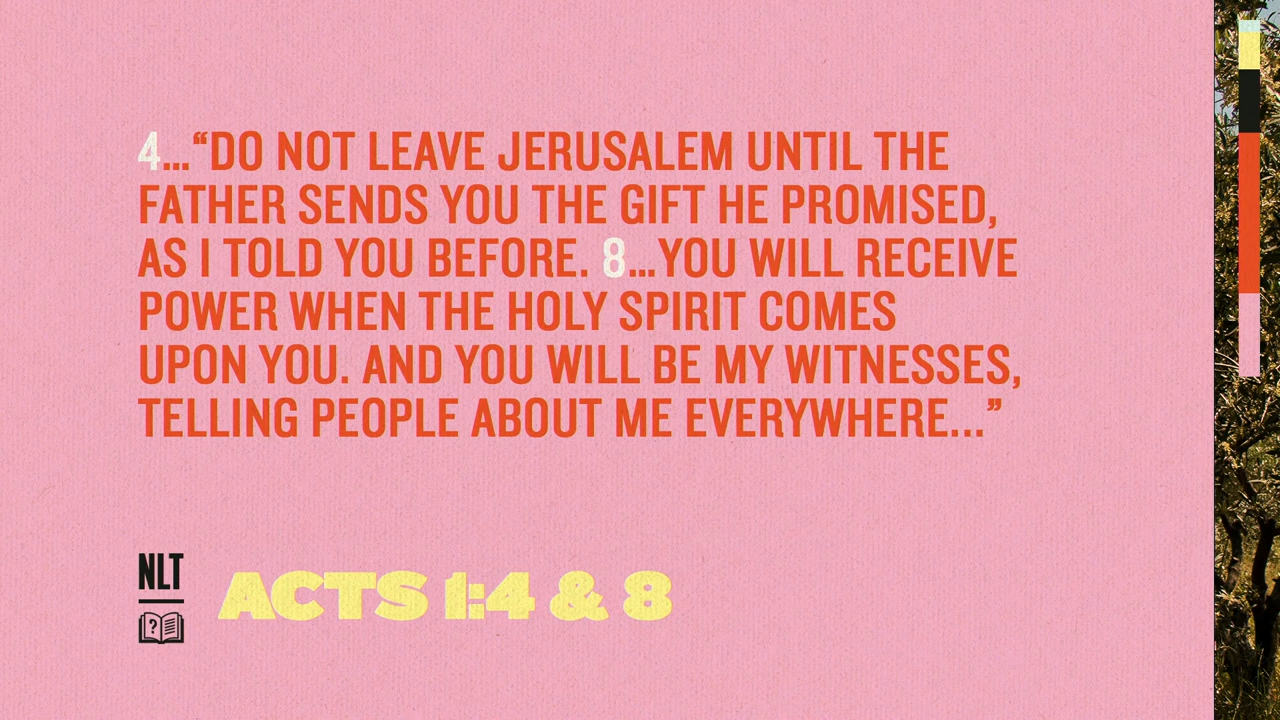 4...“DO NOT LEAVE JERUSALEM UNTIL THE
FATHER SENDS YOU THE GIFT HE PROMISED,
AS I TOLD YOU BEFORE. 8...YOU WILL RECEIVE
POWER WHEN THE HOLY SPIRIT COMES
UPON YOU. AND YOU WILL BE MY WITNESSES,
TELLING PEOPLE ABOUT ME EVERYWHERE...”
NLT
?
ACTS 1:4 & 8